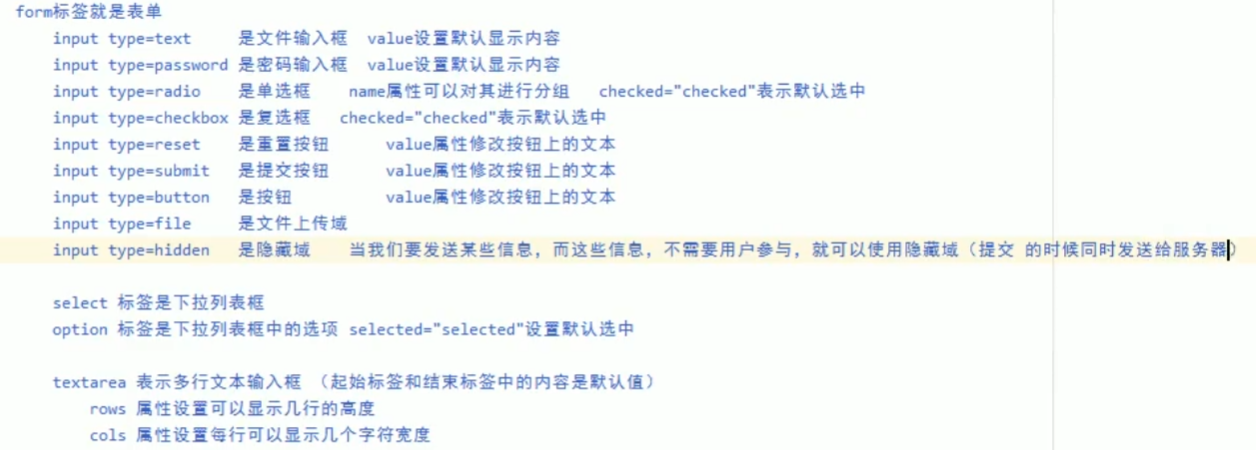 form标签就是表单
input type=text 是文件输入框 value设置默认显示内容
input type=password 是密码输入框 value设置默认显示内容
input type=radio 是单选框 name属性可以对其进行分组 checked="checked"表示默认选中
input type=checkbox 是复选框 checked="checked"表示默认选中
input type=reset 是重置按钮 value属性修改按钮上的文本
input type=submit 是提交按钮 value属性修改按钮上的文本
input type=button 是按钮 value属性修改按钮上的文本
input type=file 是文件上传域
input type=hidden 是隐藏域 当我们要发送某些信息，而这些信息，不需要用户参与，就可以使用隐藏域（提交 的时候同时发送给服务器）
select 标签是下拉列表框
option 标签是下拉列表框中的选项 selected="selected"设置默认选中
textarea 表示多行文本输入框 （起始标签和结束标签中的内容是默认值）
rows 属性设置可以显示几行的高度
cols 属性设置每行可以显示几个字符宽度